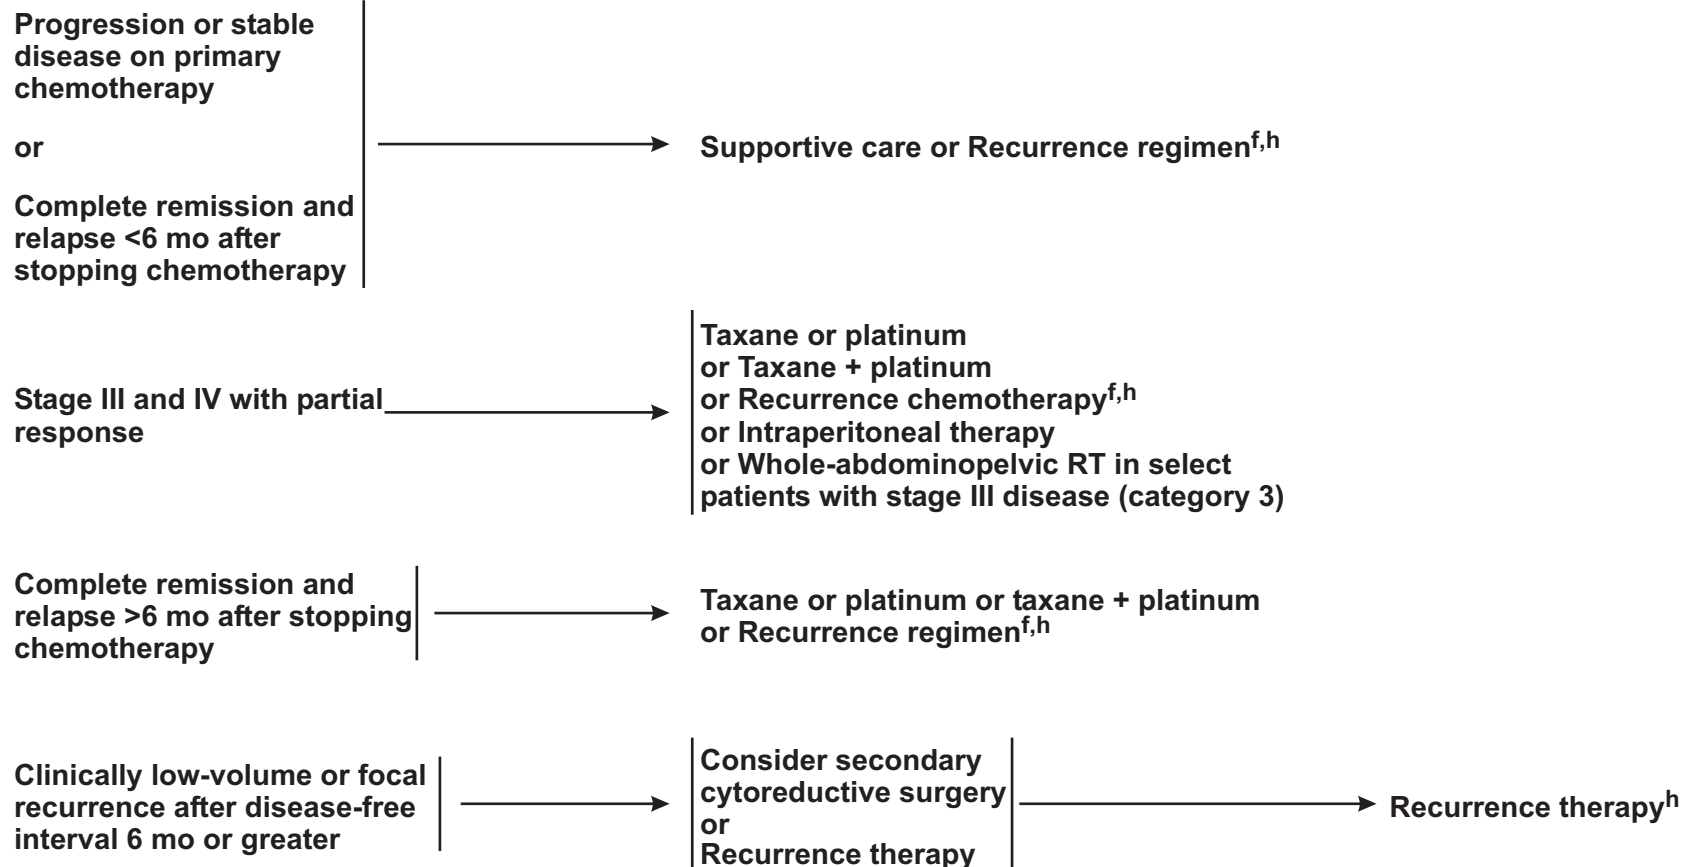 Progression or stable
disease on primary
chemotherapy
or
Complete remission and
relapse <6 mo after
stopping chemotherapy
Supportive care or Recurrence regimenf,h
Stage III and IV with partial
response
Taxane or platinum
or Taxane + platinum
or Recurrence chemotherapyf,h
or Intraperitoneal therapy
or Whole-abdominopelvic RT in select
patients with stage III disease (category 3)
Complete remission and
relapse >6 mo after stopping
chemotherapy
Taxane or platinum or taxane + platinum
or Recurrence regimenf,h
Clinically low-volume or focal
recurrence after disease-free
interval 6 mo or greater
Consider secondary
cytoreductive surgery
or
Recurrence therapy
Recurrence therapyh